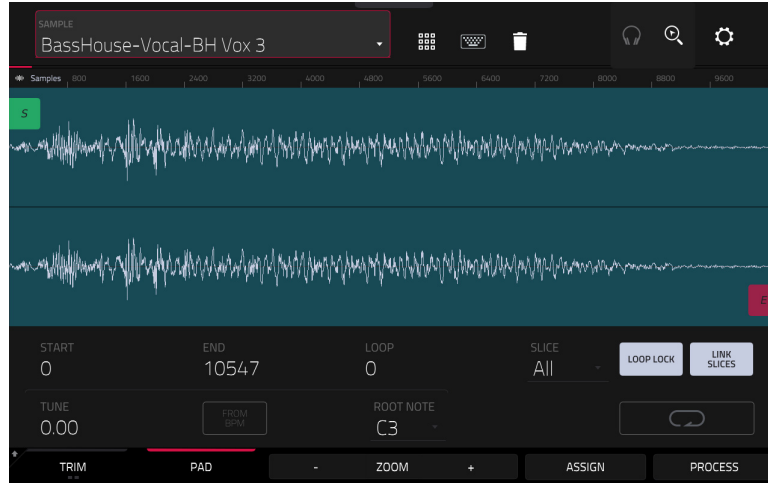 SAMPLE
BassHouse-Vocal-BH Vox 3
Samples 800 1600 2400 3200 4000 4800 5600 6400 7200 8000 8800 9600
S
E
START END LOOP SLICE
0 10547 0 All
LOOP LOCK
LINK
SLICES
TUNE ROOT NOTE
0.00 C3
FROM
BPM
TRIM PAD - ZOOM + ASSIGN PROCESS